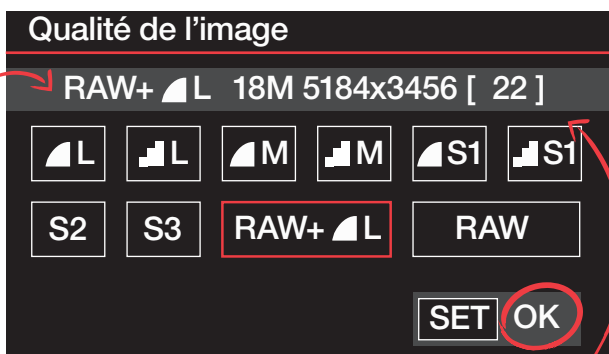 Qualité de l'image
RAW+ L 18M 5184x3456 [ 22 ]
L L M M S1 S1
S2 S3 RAW+ L RAW
SET OK